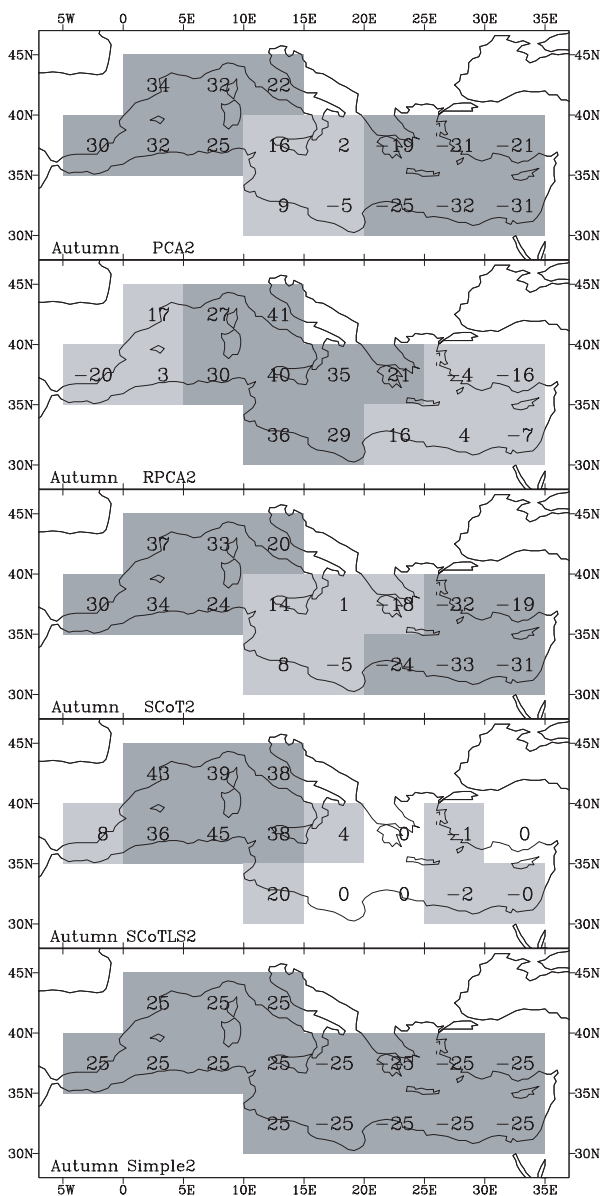 5W 0 5E 10E 15E 20E 25E 30E 35E
45N 45N
34 32 22
40N 40N
30 32 25 16 2 −19 −31 −21
35N 35N
9 −5 −25 −32 −31
30N 30N
Autumn PCA2
45N 45N
17 27 41
40N 40N
−20 3 30 40 35 21 −4 −16
35N 35N
36 29 16 4 −7
30N 30N
Autumn RPCA2
45N 45N
37 33 20
40N 40N
30 34 24 14 1 −18 −32 −19
35N 35N
8 −5 −24 −33 −31
30N 30N
Autumn SCoT2
45N 45N
43 39 38
40N 40N
8 36 45 38 4 0 −1 0
35N 35N
20 0 0 −2 −0
30N 30N
Autumn SCoTLS2
45N 45N
25 25 25
40N 40N
25 25 25 25 −25 −25 −25 −25
35N 35N
25 −25 −25 −25 −25
30N 30N
Autumn Simple2
5W 0 5E 10E 15E 20E 25E 30E 35E